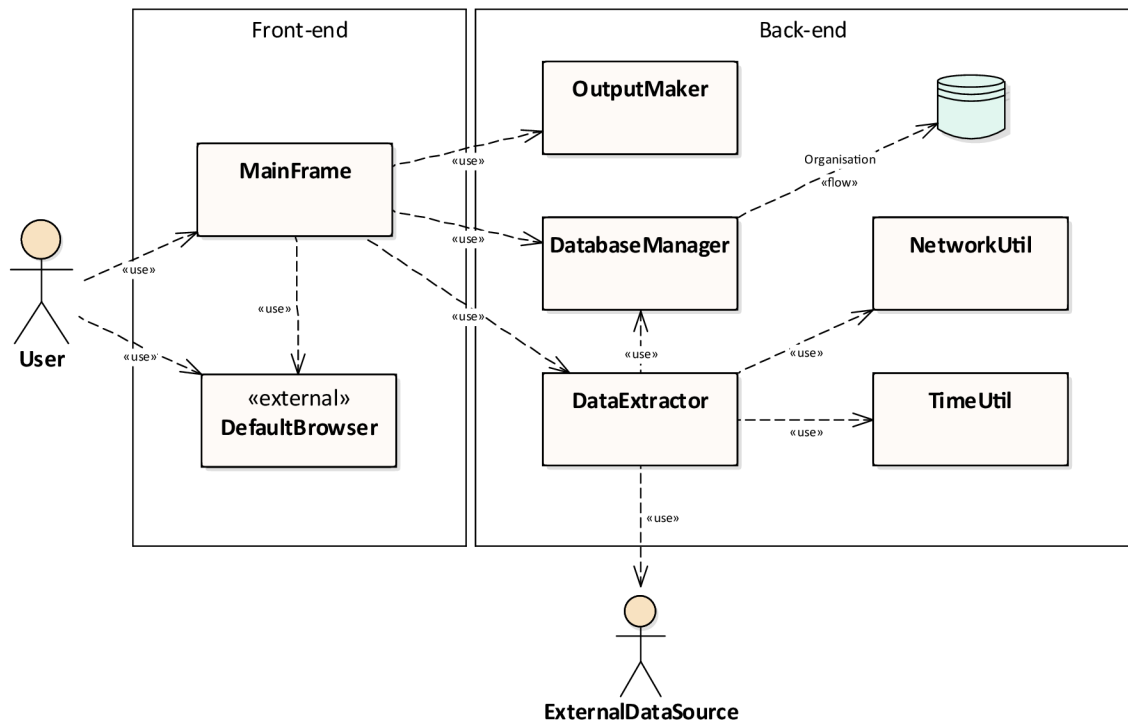 Front-end
Back-end
OutputMaker
MainFrame
«use»
Organisation
«flow»
«use»
DatabaseManager
NetworkUtil
«use»
«use»
«use»
User
«use»
«use»
«use»
«external»
DefaultBrowser
DataExtractor
TimeUtil
«use»
«use»
«use»
ExternalDataSource